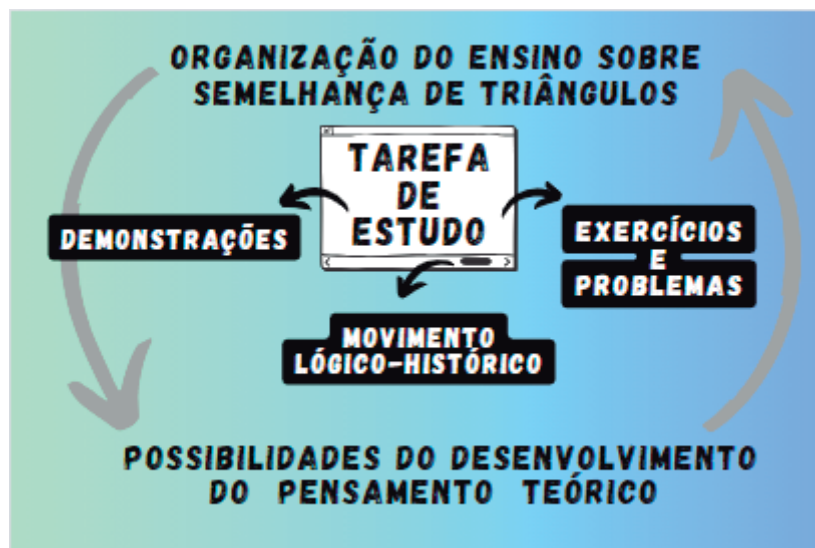 ORGANIZAÇÃO DO ENSINO SOBRE
SEMELHANÇA DE TRIÂNGULOS
TAREFA
DE
ESTUDO
DEMONSTRAÇÕES
EXERCÍCIOS
E
PROBLEMAS
MOVIMENTO
LÓGICO-HISTÓRICO
POSSIBILIDADES DO DESENVOLVIMENTO
DO PENSAMENTO TEÓRICO